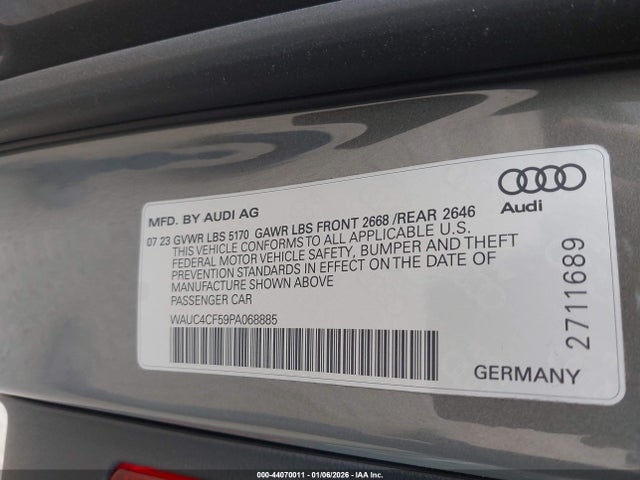 Audi
MFD. BY AUDI AG
07 23 GVWR LBS 5170 GAWR LBS FRONT 2668 /REAR 2646
THIS VEHICLE CONFORMS TO ALL APPLICABLE U.S.
FEDERAL MOTOR VEHICLE SAFETY, BUMPER AND THEFT
PREVENTION STANDARDS IN EFFECT ON THE DATE OF
MANUFACTURE SHOWN ABOVE
PASSENGER CAR
WAUC4CF59PA068885
2711689
GERMANY
000-44070011 - 01/06/2026 - IAA Inc.